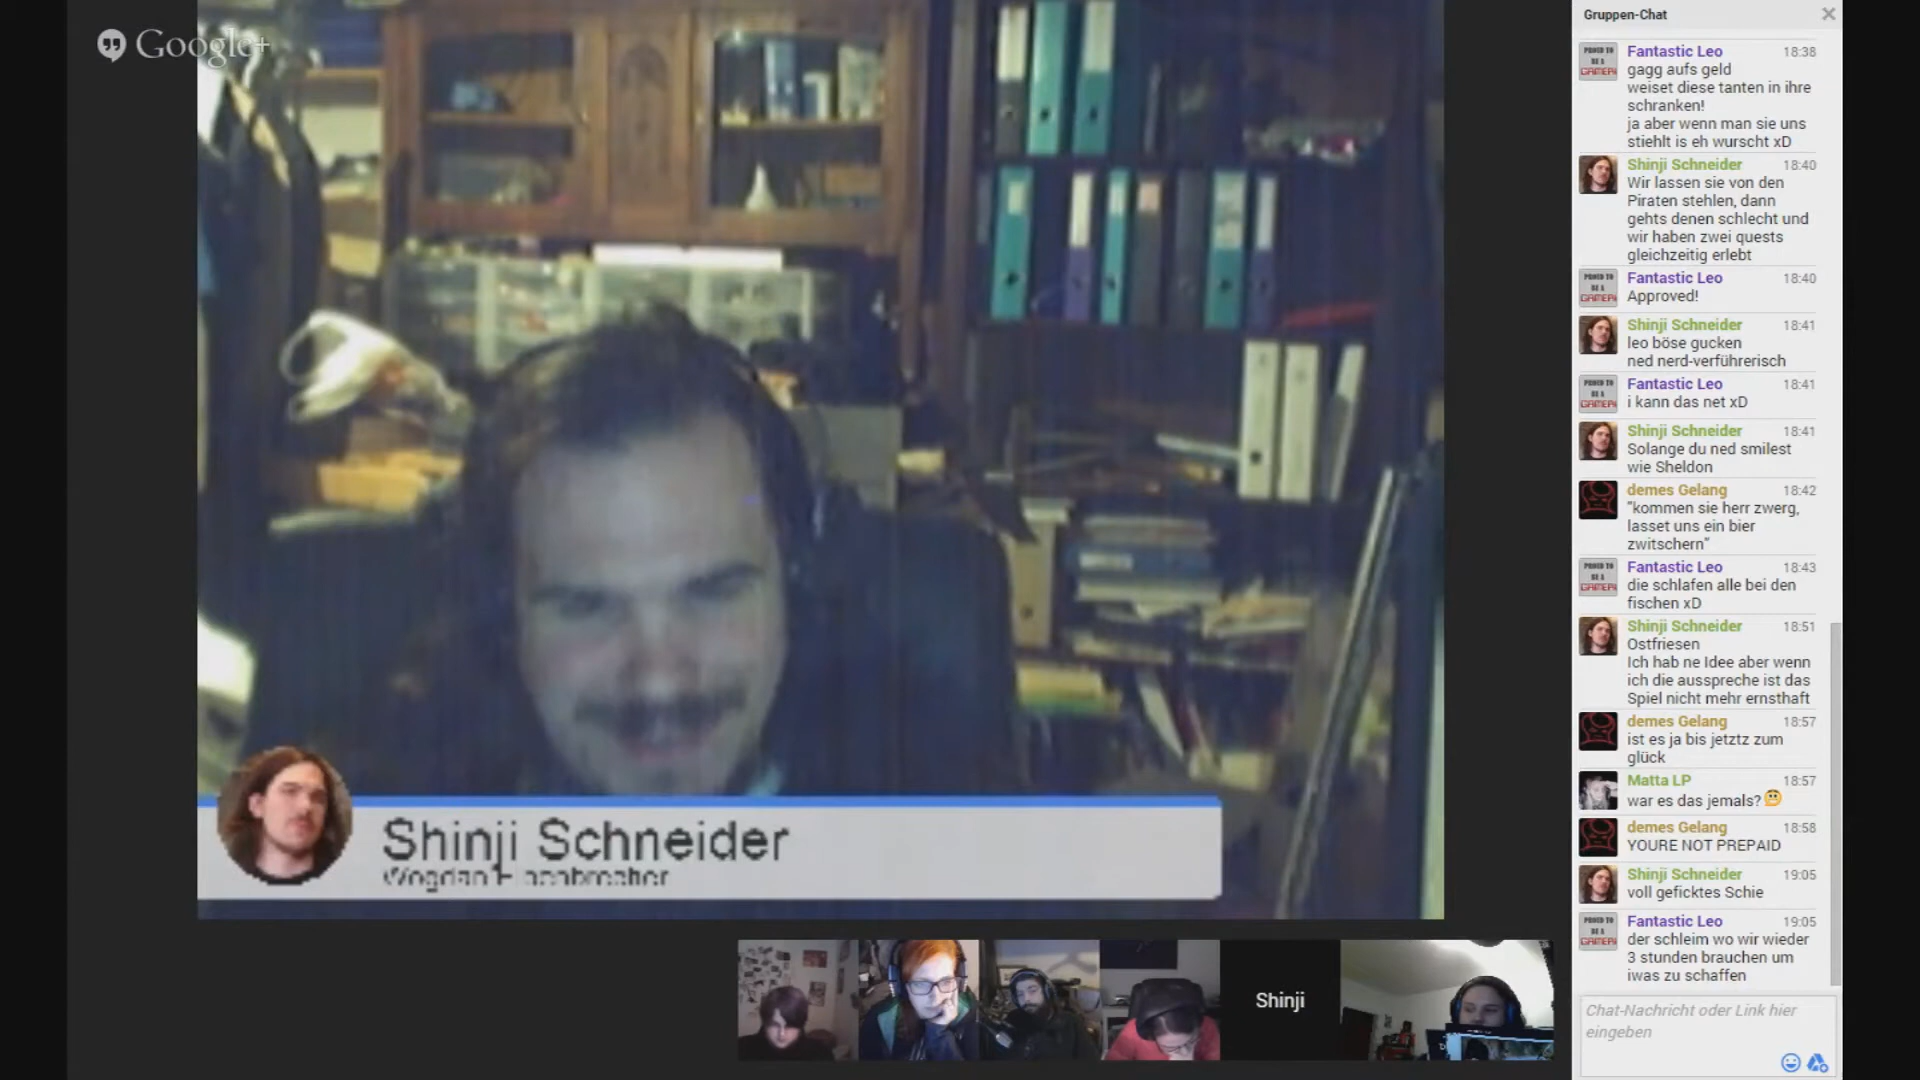 Google+
Shinji Schneider
Shinji
Gruppen-Chat
Fantastic Leo 18:38
gagg aufs geld
weiset diese tanten in ihre
schranken!
ja aber wenn man sie uns
stiehlt is eh wurscht xD
Shinji Schneider 18:40
Wir lassen sie von den
Piraten stehlen, dann
gehts denen schlecht und
wir haben zwei quests
gleichzeitig erlebt
Fantastic Leo 18:40
Approved!
Shinji Schneider 18:41
leo böse gucken
ned nerd-verführerisch
Fantastic Leo 18:41
i kann das net xD
Shinji Schneider 18:41
Solange du ned smilest
wie Sheldon
demes Gelang 18:42
"kommen sie herr zwerg,
lasset uns ein bier
zwitschern"
Fantastic Leo 18:43
die schlafen alle bei den
fischen xD
Shinji Schneider 18:51
Ostfriesen
Ich hab ne Idee aber wenn
ich die ausspreche ist das
Spiel nicht mehr ernsthaft
demes Gelang 18:57
ist es ja bis jetztz zum
glück
Matta LP 18:57
war es das jemals?
demes Gelang 18:58
YOURE NOT PREPAID
Shinji Schneider 19:05
voll geficktes Schie
Fantastic Leo 19:05
der schleim wo wir wieder
3 stunden brauchen um
iwas zu schaffen
Chat-Nachricht oder Link hier
eingeben